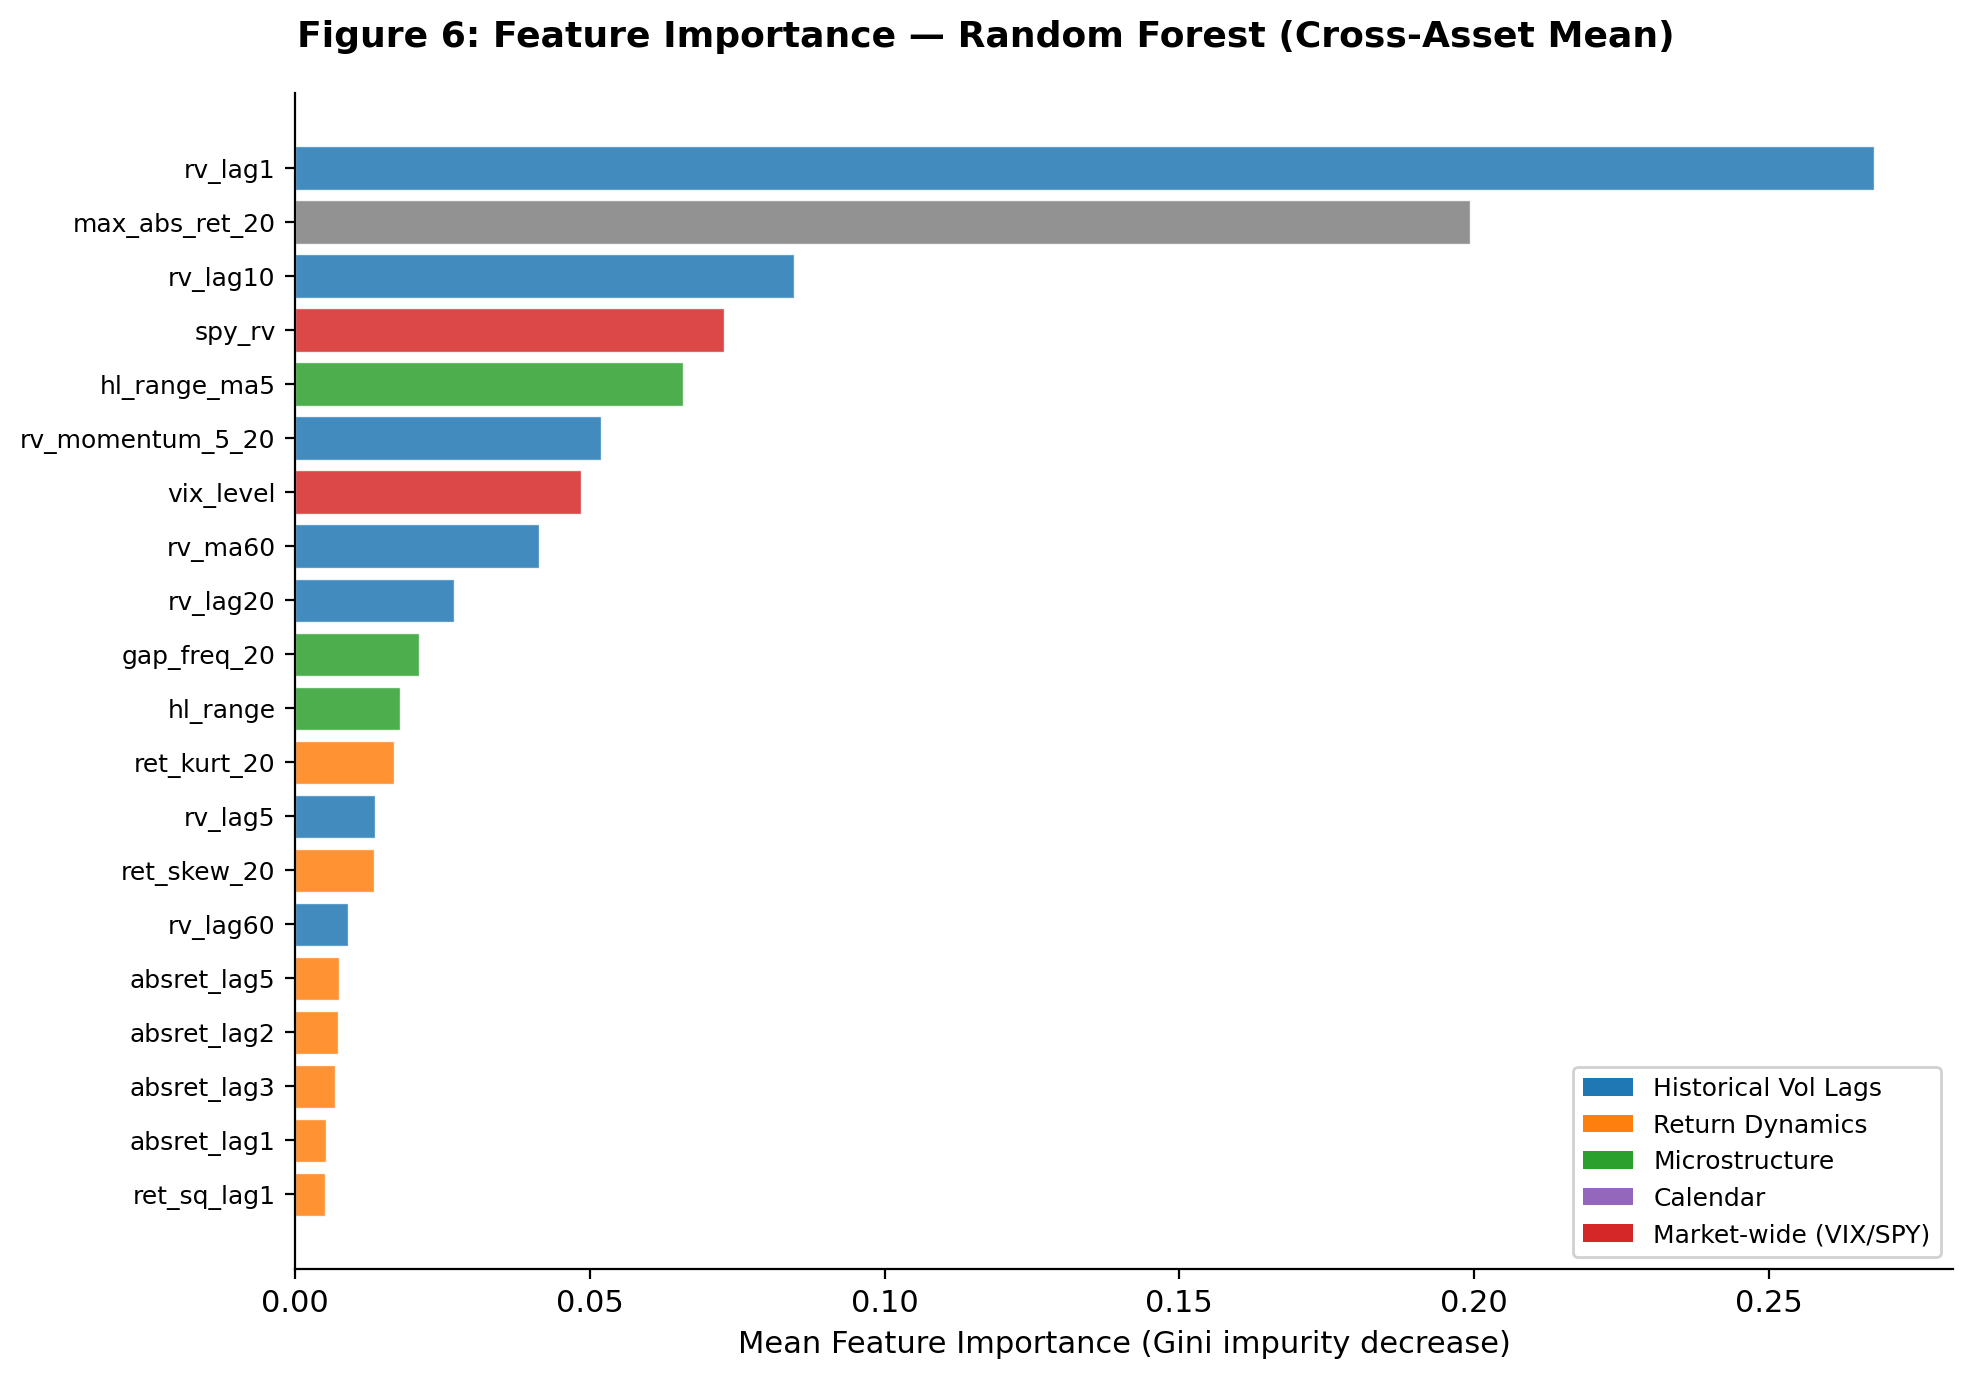 Figure 6: Feature Importance — Random Forest (Cross-Asset Mean)
rv_lag1
max_abs_ret_20
rv_lag10
spy_rv
hl_range_ma5
rv_momentum_5_20
vix_level
rv_ma60
rv_lag20
gap_freq_20
hl_range
ret_kurt_20
rv_lag5
ret_skew_20
rv_lag60
absret_lag5
absret_lag2
absret_lag3
absret_lag1
ret_sq_lag1
Historical Vol Lags
Return Dynamics
Microstructure
Calendar
Market-wide (VIX/SPY)
0.00 0.05 0.10 0.15 0.20 0.25
Mean Feature Importance (Gini impurity decrease)